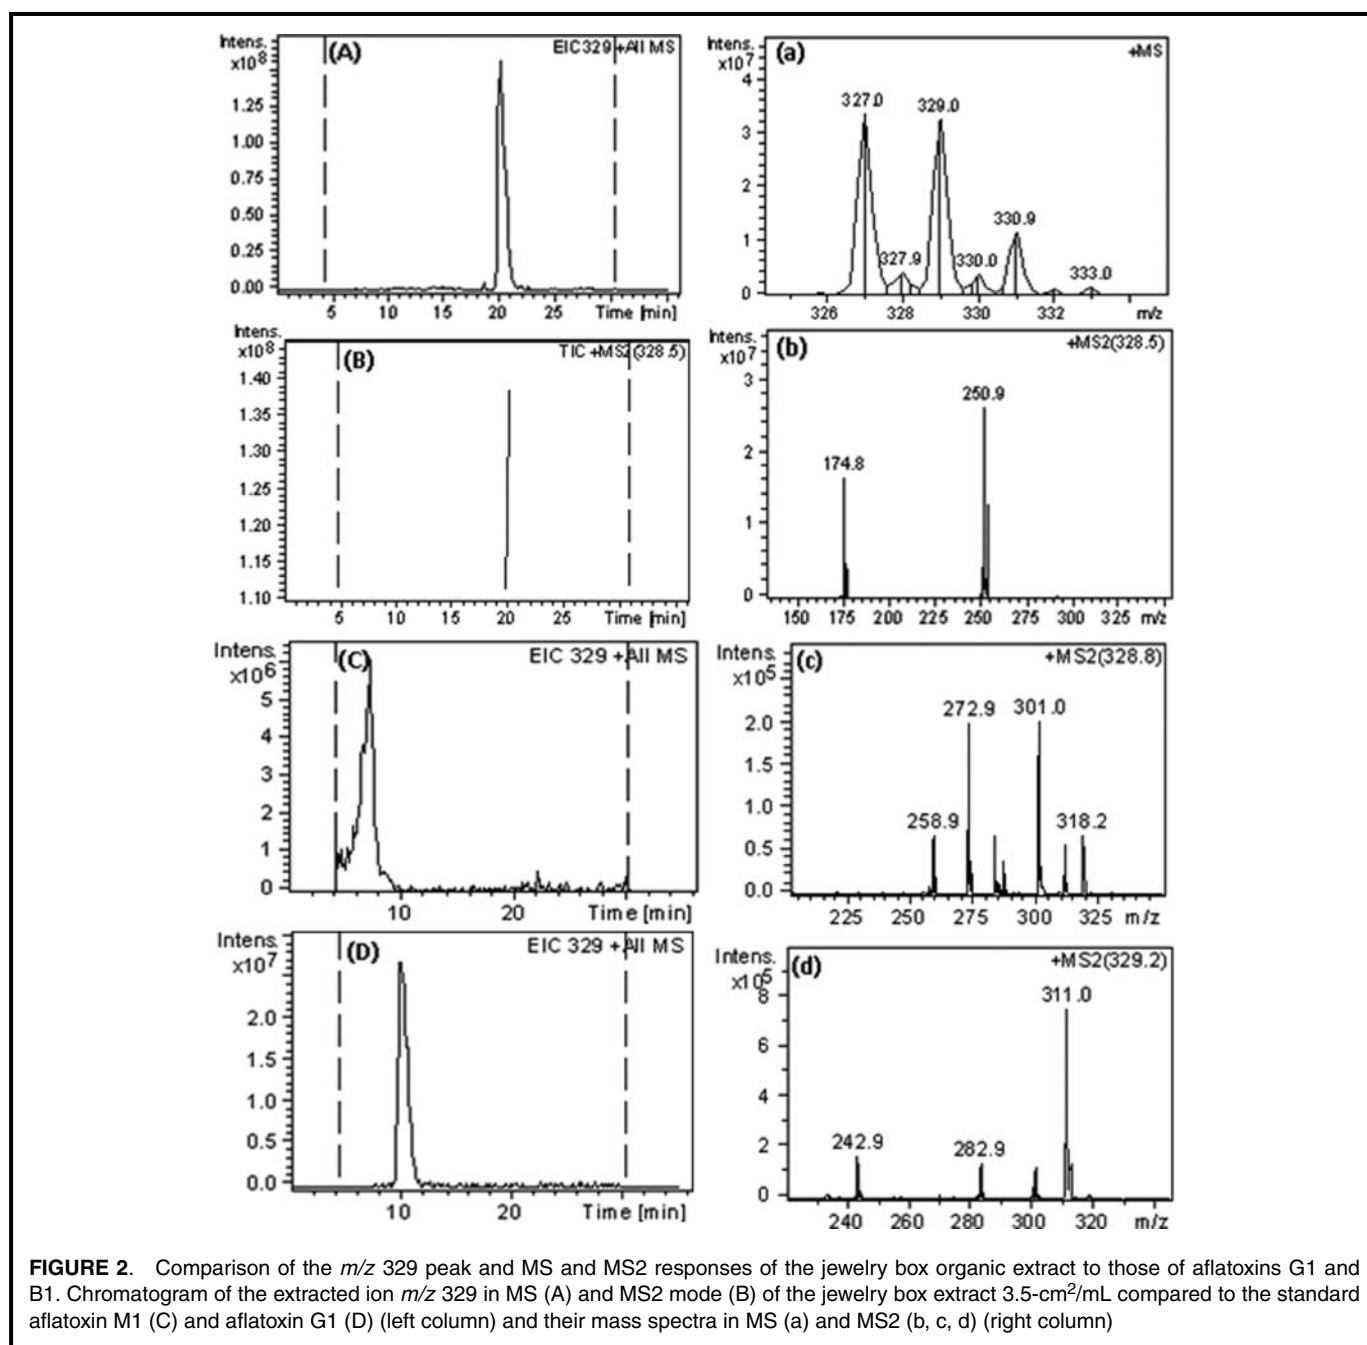 Intens.
x10^8
(A)
EIC329 +All MS
1.25
1.00
0.75
0.50
0.25
0.00
5 10 15 20 25 Time [min]
Intens.
x10^7
(a)
+MS
4
3
2
1
0
327.0
329.0
327.9
330.0
330.9
333.0
326 328 330 332 m/z
Intens.
x10^8
(B)
TIC +MS2(328.5)
1.40
1.35
1.30
1.25
1.20
1.15
1.10
5 10 15 20 25 Time [min]
Intens.
x10^7
(b)
+MS2(328.5)
3
2
1
0
174.8
250.9
150 175 200 225 250 275 300 325 m/z
Intens.
x10^6
(C)
EIC 329 +All MS
5
4
3
2
1
0
10 20 Time [min]
Intens.
x10^5
(c)
+MS2(328.8)
2.0
1.5
1.0
0.5
0.0
258.9
272.9
301.0
318.2
225 250 275 300 325 m/z
Intens.
x10^7
(D)
EIC 329 +All MS
2.0
1.5
1.0
0.5
0.0
10 20 Time [min]
Intens.
x10^5
(d)
+MS2(329.2)
8
6
4
2
0
242.9
282.9
311.0
240 260 280 300 320 m/z
FIGURE 2. Comparison of the m/z 329 peak and MS and MS2 responses of the jewelry box organic extract to those of aflatoxins G1 and
B1. Chromatogram of the extracted ion m/z 329 in MS (A) and MS2 mode (B) of the jewelry box extract 3.5-cm²/mL compared to the standard
aflatoxin M1 (C) and aflatoxin G1 (D) (left column) and their mass spectra in MS (a) and MS2 (b, c, d) (right column)